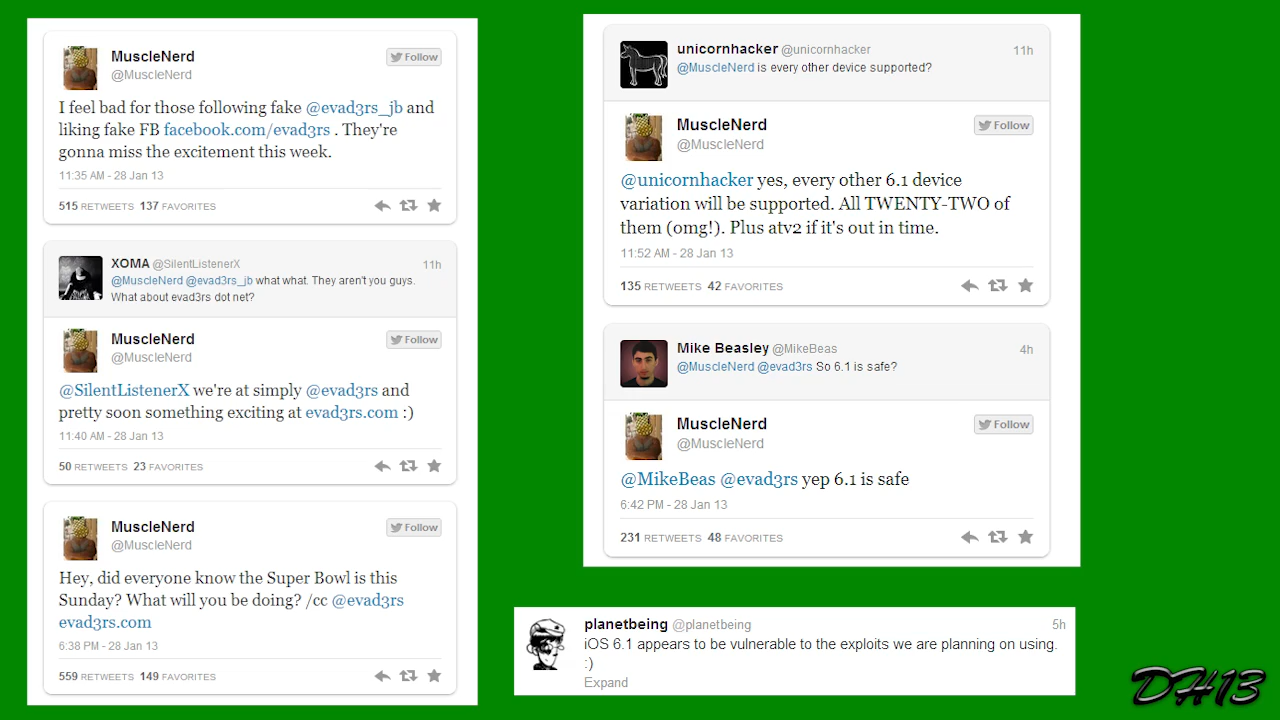 MuscleNerd
@MuscleNerd
Follow
I feel bad for those following fake @evad3rs_jb and
liking fake FB facebook.com/evad3rs . They're
gonna miss the excitement this week.
11:35 AM - 28 Jan 13
515 RETWEETS 137 FAVORITES
XOMA @SilentListenerX 11h
@MuscleNerd @evad3rs_jb what what. They aren't you guys.
What about evad3rs dot net?
MuscleNerd
@MuscleNerd
Follow
@SilentListenerX we're at simply @evad3rs and
pretty soon something exciting at evad3rs.com :)
11:40 AM - 28 Jan 13
50 RETWEETS 23 FAVORITES
MuscleNerd
@MuscleNerd
Follow
Hey, did everyone know the Super Bowl is this
Sunday? What will you be doing? /cc @evad3rs
evad3rs.com
6:38 PM - 28 Jan 13
559 RETWEETS 149 FAVORITES
unicornhacker @unicornhacker 11h
@MuscleNerd is every other device supported?
MuscleNerd
@MuscleNerd
Follow
@unicornhacker yes, every other 6.1 device
variation will be supported. All TWENTY-TWO of
them (omg!). Plus atv2 if it's out in time.
11:52 AM - 28 Jan 13
135 RETWEETS 42 FAVORITES
Mike Beasley @MikeBeas 4h
@MuscleNerd @evad3rs So 6.1 is safe?
MuscleNerd
@MuscleNerd
Follow
@MikeBeas @evad3rs yep 6.1 is safe
6:42 PM - 28 Jan 13
231 RETWEETS 48 FAVORITES
planetbeing @planetbeing 5h
iOS 6.1 appears to be vulnerable to the exploits we are planning on using.
:)
Expand
DH13